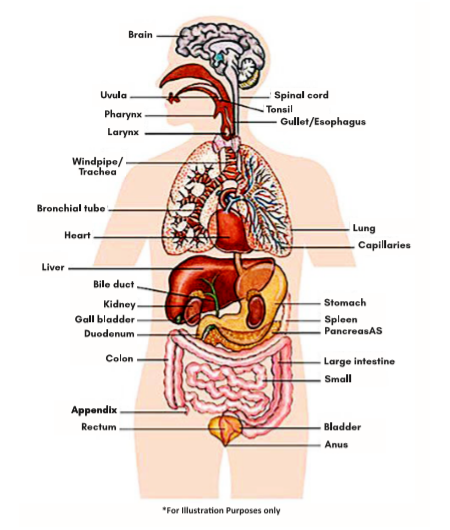 Brain
Uvula
Spinal cord
Tonsil
Pharynx
Gullet/Esophagus
Larynx
Windpipe/
Trachea
Bronchial tube
Heart
Lung
Capillaries
Liver
Bile duct
Kidney
Stomach
Gall bladder
Spleen
Duodenum
PancreasAS
Colon
Large intestine
Small
Appendix
Rectum
Bladder
Anus
*For Illustration Purposes only